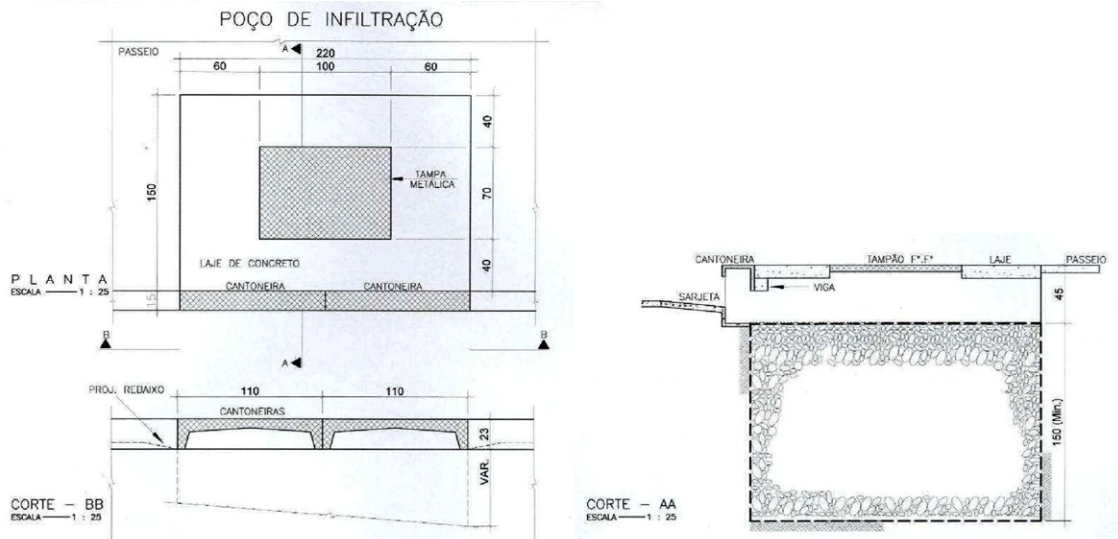 POÇO DE INFILTRAÇÃO
PASSEIO
A
220
60 100 60
150
40
70
40
TAMPA
METÁLICA
LAJE DE CONCRETO
CANTONEIRA CANTONEIRA
15
PLANTA
ESCALA 1 : 25
B B
A
PROJ. REBAIXO
110 110
CANTONEIRAS
23
VAR.
CORTE - BB
ESCALA 1 : 25
CANTONEIRA TAMPÃO Fº.Fº LAJE PASSEIO
VIGA
SARJETA
45
150 (Min.)
CORTE - AA
ESCALA 1 : 25